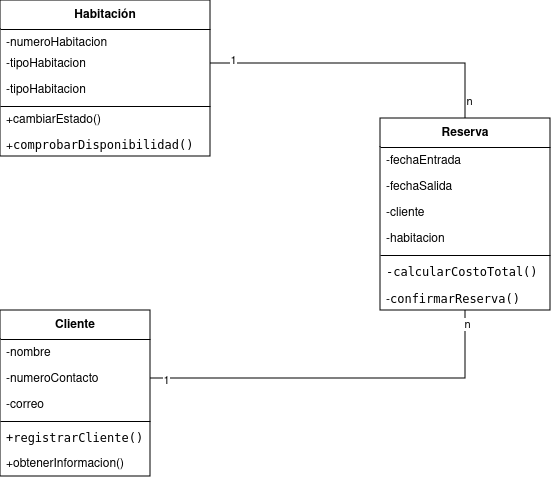 Habitación
-numeroHabitacion
-tipoHabitacion
-tipoHabitacion
+cambiarEstado()
+comprobarDisponibilidad()
1
n
Reserva
-fechaEntrada
-fechaSalida
-cliente
-habitacion
-calcularCostoTotal()
-confirmarReserva()
n
Cliente
-nombre
-numeroContacto
-correo
+registrarCliente()
+obtenerInformacion()
1